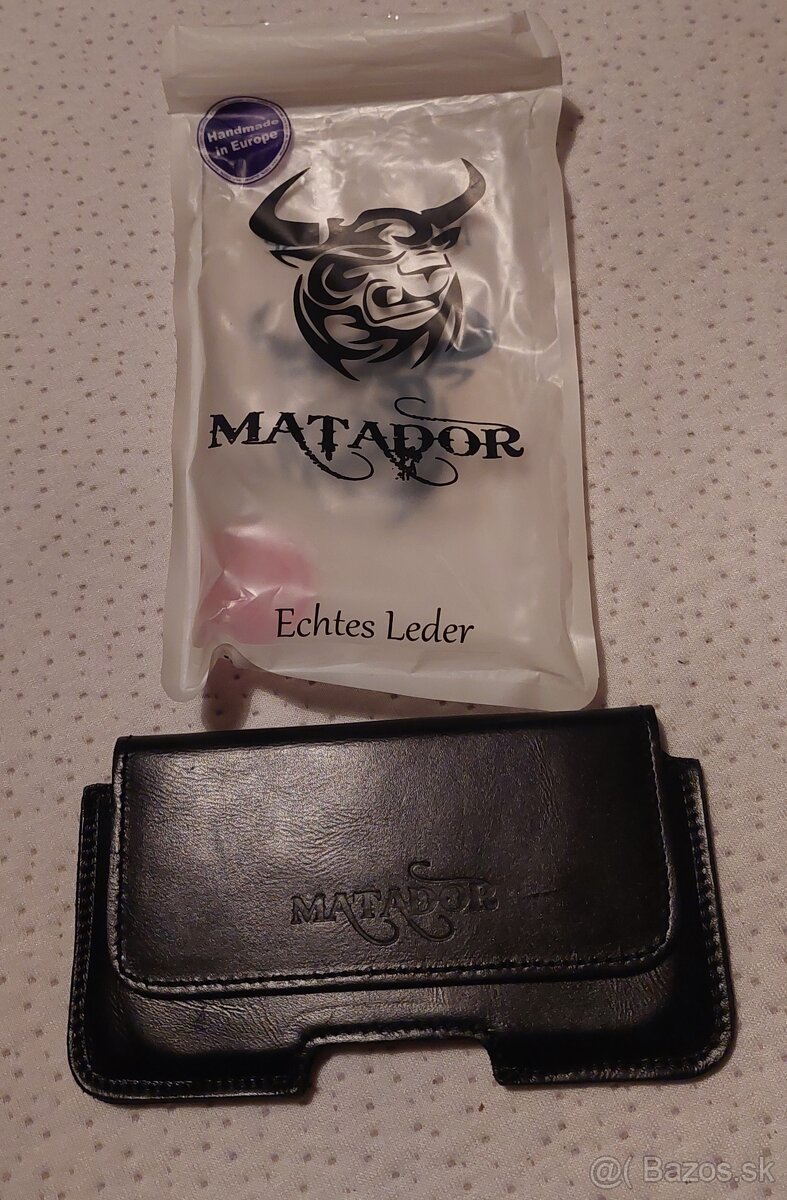 Handmade
in Europe
MATADOR
Echtes Leder
MATADOR
@( Bazos.sk